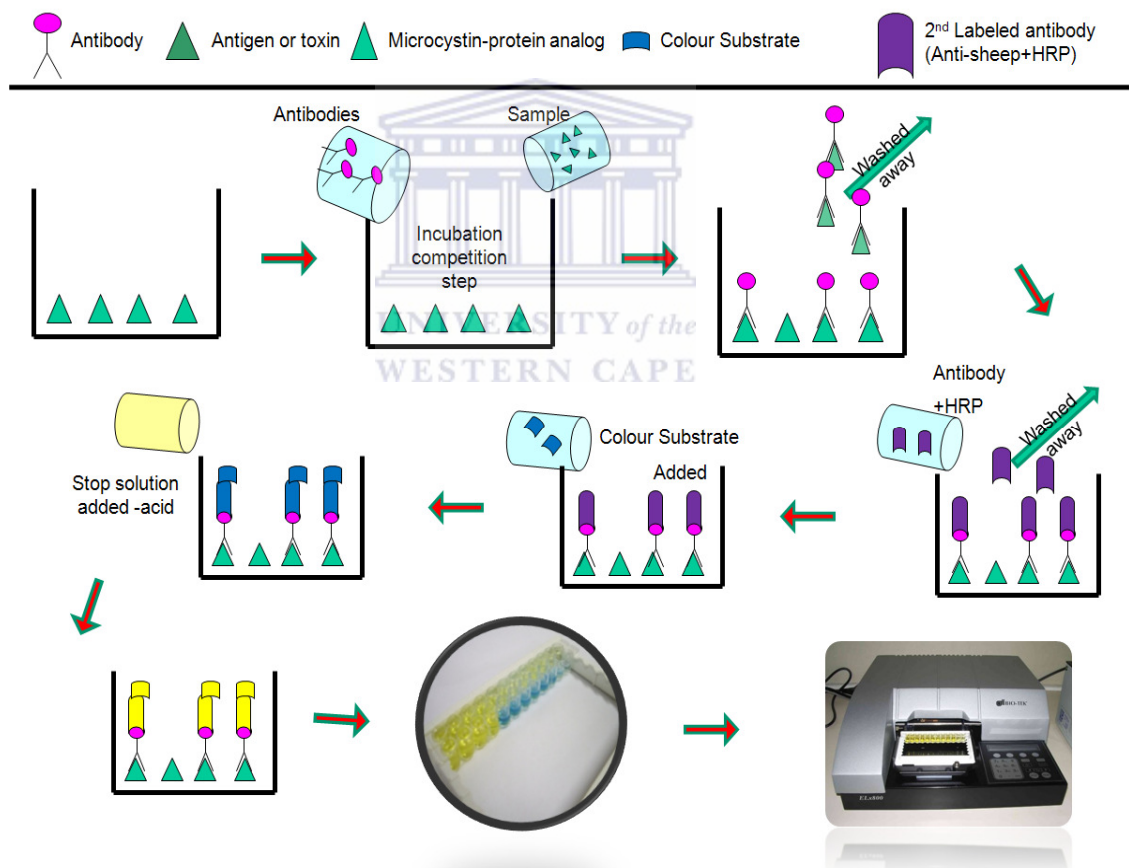 Antibody
Antigen or toxin
Microcystin-protein analog
Colour Substrate
2nd Labeled antibody
(Anti-sheep+HRP)
Antibodies
Sample
Incubation
competition
step
Washed
away
UNIVERSITY of the
WESTERN CAPE
Antibody
+HRP
Washed
away
Colour Substrate
Added
Stop solution
added -acid
BIO-TEK
ELx800